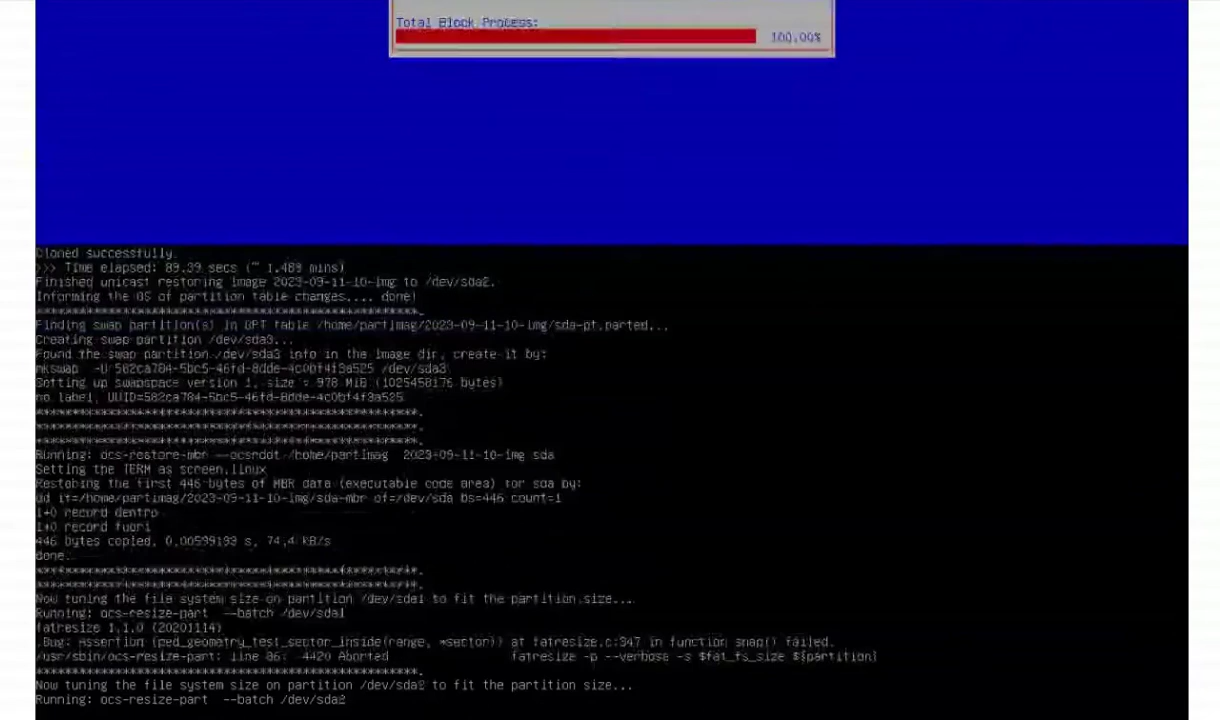 Total Block Process:
100.00%
Cloned successfully.
>>> Time elapsed: 89.39 secs (~ 1.489 mins)
Finished unicast restoring image 2023-09-11-10-img to /dev/sda2.
Informing the OS of partition table changes.... done!
*****************************************************.
Finding swap partition(s) in GPT table /home/partimag/2023-09-11-10-img/sda-pt.parted...
Creating swap partition /dev/sda3...
Found the swap partition /dev/sda3 info in the image dir, create it by:
mkswap -U 582ca784-5bc5-46fd-8dde-4c0bf4f3a525 /dev/sda3
Setting up swapspace version 1, size = 978 MiB (1025458176 bytes)
no label, UUID=582ca784-5bc5-46fd-8dde-4c0bf4f3a525
*****************************************************.
*****************************************************.
*****************************************************.
Running: ocs-restore-mbr --ocsroot /home/partimag 2023-09-11-10-img sda
Setting the TERM as screen.linux
Restoring the first 446 bytes of MBR data (executable code area) for sda by:
dd if=/home/partimag/2023-09-11-10-img/sda-mbr of=/dev/sda bs=446 count=1
1+0 record dentro
1+0 record fuori
446 bytes copied, 0,00599193 s, 74,4 kB/s
done.
*****************************************************.
*****************************************************.
Now tuning the file system size on partition /dev/sda1 to fit the partition size...
Running: ocs-resize-part --batch /dev/sda1
fatresize 1.1.0 (20201114)
.Bug: Assertion (ped_geometry_test_sector_inside(range, *sector)) at fatresize.c:347 in function snap() failed.
/usr/sbin/ocs-resize-part: line 86: 4420 Aborted fatresize -p --verbose -s $fat_fs_size ${partition}
*****************************************************.
Now tuning the file system size on partition /dev/sda2 to fit the partition size...
Running: ocs-resize-part --batch /dev/sda2